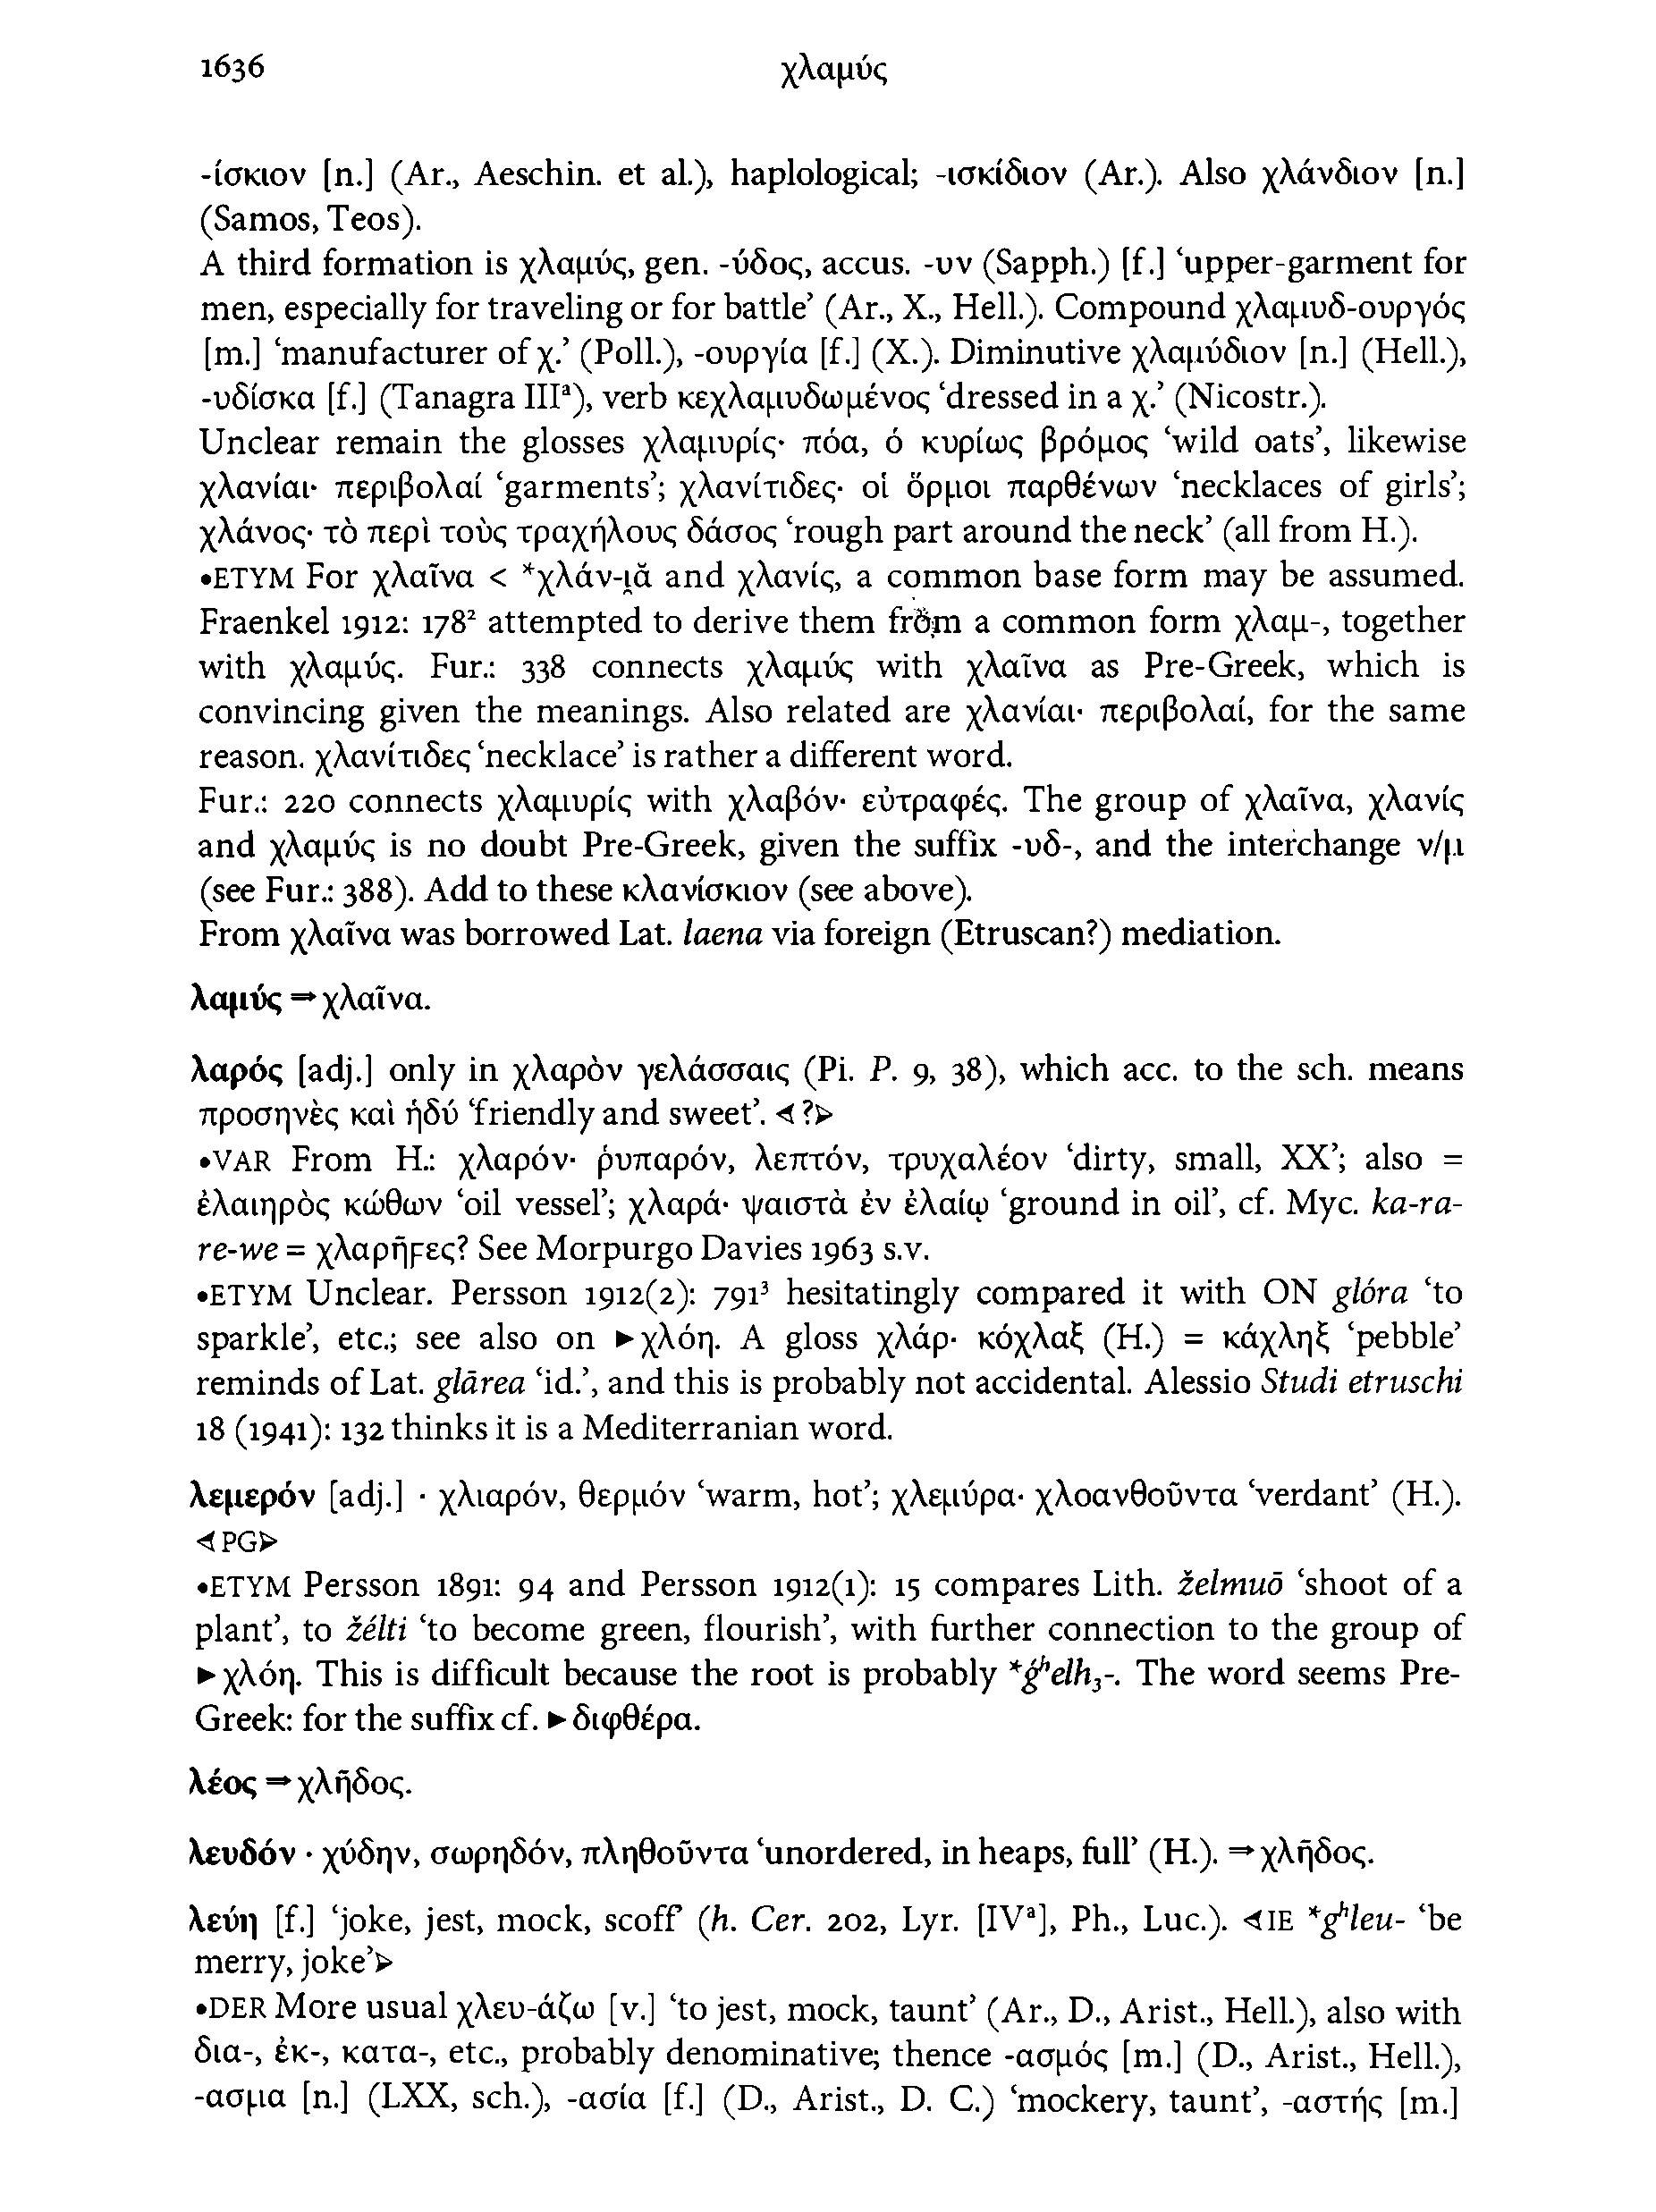 1636 χλαμύς
-ίσκιον [n.] (Ar., Aeschin. et al.), haplological; -ισκίδιον (Ar.). Also χλάνδιον [n.]
(Samos, Teos).
A third formation is χλαμύς, gen. -ύδος, accus. -υν (Sapph.) [f.] ‘upper-garment for
men, especially for traveling or for battle’ (Ar., X., Hell.). Compound χλαμυδ-ουργός
[m.] ‘manufacturer of χ.’ (Poll.), -ουργία [f.] (X.). Diminutive χλαμύδιον [n.] (Hell.),
-υδίσκα [f.] (Tanagra IIIᵃ), verb κεχλαμυδωμένος ‘dressed in a χ.’ (Nicostr.).
Unclear remain the glosses χλαμυρίς· πόα, ὁ κυρίως βρόμος ‘wild oats’, likewise
χλανίαι· περιβολαί ‘garments’; χλανίτιδες· οἱ ὅρμοι παρθένων ‘necklaces of girls’;
χλάνος· τὸ περὶ τοὺς τραχήλους δάσος ‘rough part around the neck’ (all from H.).
•ETYM For χλαῖνα < *χλάν-ι̯ᾰ and χλανίς, a common base form may be assumed.
Fraenkel 1912: 178² attempted to derive them from a common form χλαμ-, together
with χλαμύς. Fur.: 338 connects χλαμύς with χλαῖνα as Pre-Greek, which is
convincing given the meanings. Also related are χλανίαι· περιβολαί, for the same
reason. χλανίτιδες ‘necklace’ is rather a different word.
Fur.: 220 connects χλαμυρίς with χλαβόν· εὐτραφές. The group of χλαῖνα, χλανίς
and χλαμύς is no doubt Pre-Greek, given the suffix -υδ-, and the interchange ν/μ
(see Fur.: 388). Add to these κλανίσκιον (see above).
From χλαῖνα was borrowed Lat. laena via foreign (Etruscan?) mediation.
λαμύς ⇒ χλαῖνα.
λαρός [adj.] only in χλαρὸν γελάσσαις (Pi. P. 9, 38), which acc. to the sch. means
προσηνὲς καὶ ἡδύ ‘friendly and sweet’. ⊲?⊳
•VAR From H.: χλαρόν· ῥυπαρόν, λεπτόν, τρυχαλέον ‘dirty, small, XX’; also =
ἐλαιηρὸς κώθων ‘oil vessel’; χλαρά· ψαιστὰ ἐν ἐλαίῳ ‘ground in oil’, cf. Myc. ka-ra-
re-we = χλαρῆϝες? See Morpurgo Davies 1963 s.v.
•ETYM Unclear. Persson 1912(2): 791³ hesitatingly compared it with ON glóra ‘to
sparkle’, etc.; see also on ►χλόη. A gloss χλάρ· κόχλαξ (H.) = κάχληξ ‘pebble’
reminds of Lat. glārea ‘id.’, and this is probably not accidental. Alessio Studi etruschi
18 (1941): 132 thinks it is a Mediterranian word.
λεμερόν [adj.] · χλιαρόν, θερμόν ‘warm, hot’; χλεμύρα· χλοανθοῦντα ‘verdant’ (H.).
⊲PG⊳
•ETYM Persson 1891: 94 and Persson 1912(1): 15 compares Lith. želmuõ ‘shoot of a
plant’, to žélti ‘to become green, flourish’, with further connection to the group of
►χλόη. This is difficult because the root is probably *ǵʰelh₃-. The word seems Pre-
Greek: for the suffix cf. ►διφθέρα.
λέος ⇒ χλῆδος.
λευδόν · χύδην, σωρηδόν, πληθοῦντα ‘unordered, in heaps, full’ (H.). ⇒ χλῆδος.
λεύη [f.] ‘joke, jest, mock, scoff’ (h. Cer. 202, Lyr. [IVᵃ], Ph., Luc.). ⊲IE *gʰleu- ‘be
merry, joke’⊳
•DER More usual χλευ-άζω [v.] ‘to jest, mock, taunt’ (Ar., D., Arist., Hell.), also with
δια-, ἐκ-, κατα-, etc., probably denominative; thence -ασμός [m.] (D., Arist., Hell.),
-ασμα [n.] (LXX, sch.), -ασία [f.] (D., Arist., D. C.) ‘mockery, taunt’, -αστής [m.]